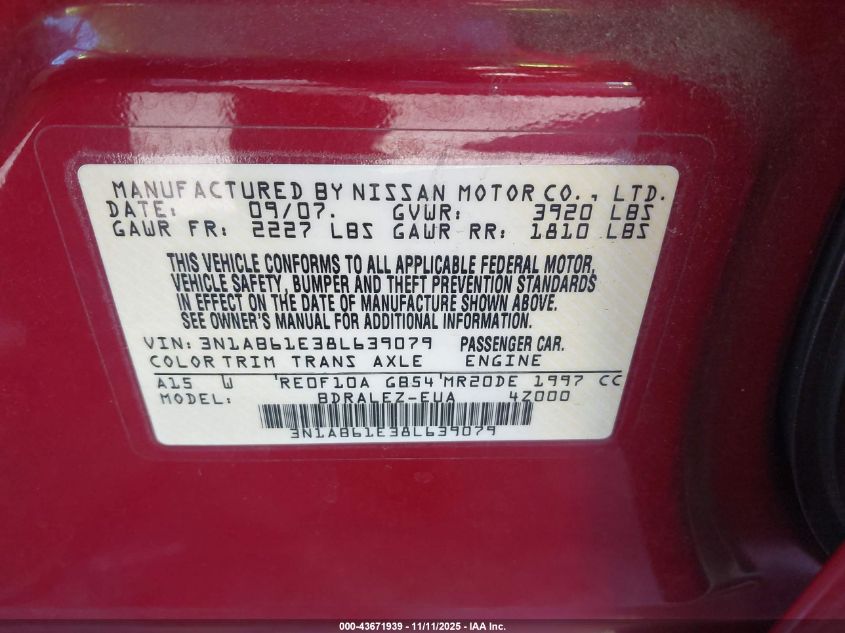 MANUFACTURED BY NISSAN MOTOR CO., LTD.
DATE: 09/07. GVWR: 3920 LBS
GAWR FR: 2227 LBS GAWR RR: 1810 LBS
THIS VEHICLE CONFORMS TO ALL APPLICABLE FEDERAL MOTOR,
VEHICLE SAFETY, BUMPER AND THEFT PREVENTION STANDARDS
IN EFFECT ON THE DATE OF MANUFACTURE SHOWN ABOVE.
SEE OWNER'S MANUAL FOR ADDITIONAL INFORMATION.
VIN: 3N1AB61E38L639079 PASSENGER CAR.
COLOR TRIM TRANS AXLE ENGINE
A15 W 'RE0F10A GB54'MR20DE 1997 CC
MODEL: BDRALEZ-EUA 4Z000
3N1AB61E38L639079
000-43671939 - 11/11/2025 - IAA Inc.